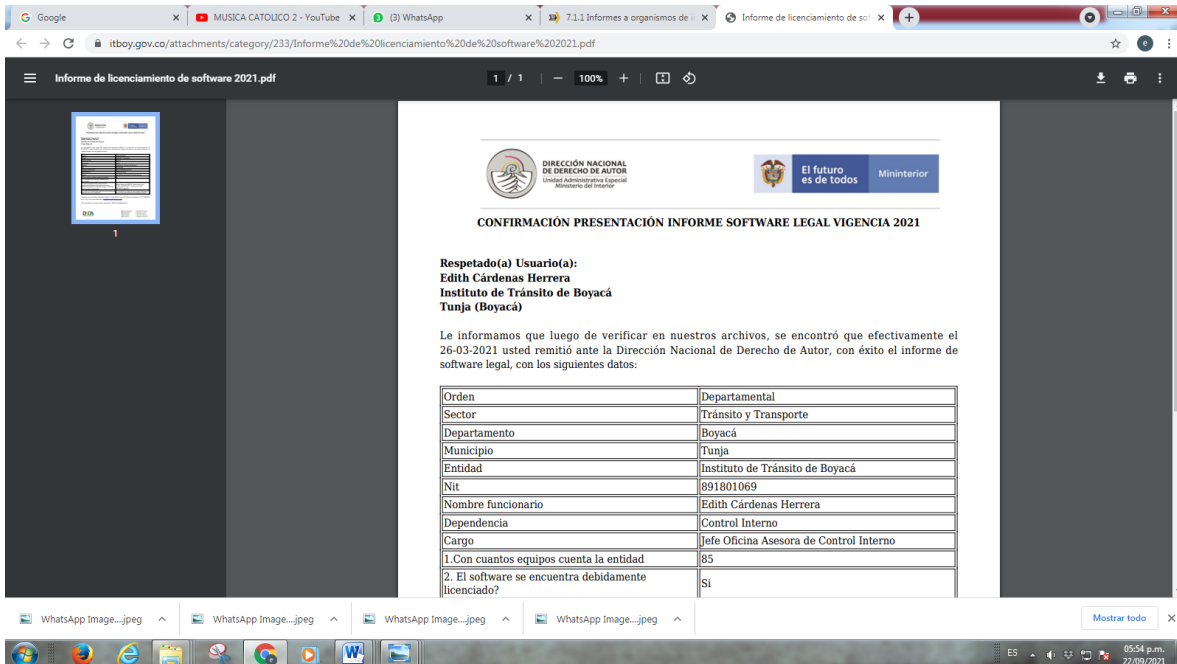 Google
MUSICA CATOLICO 2 - YouTube
(3) WhatsApp
7.1.1 Informes a organismos de i
Informe de licenciamiento de sof
itboy.gov.co/attachments/category/233/Informe%20de%20licenciamiento%20de%20software%202021.pdf
e
Informe de licenciamiento de software 2021.pdf
1 / 1
100%
1
DIRECCIÓN NACIONAL
DE DERECHO DE AUTOR
Unidad Administrativa Especial
Ministerio del Interior
El futuro
es de todos
Mininterior
CONFIRMACIÓN PRESENTACIÓN INFORME SOFTWARE LEGAL VIGENCIA 2021
Respetado(a) Usuario(a):
Edith Cárdenas Herrera
Instituto de Tránsito de Boyacá
Tunja (Boyacá)
Le informamos que luego de verificar en nuestros archivos, se encontró que efectivamente el
26-03-2021 usted remitió ante la Dirección Nacional de Derecho de Autor, con éxito el informe de
software legal, con los siguientes datos:
Orden Departamental
Sector Tránsito y Transporte
Departamento Boyacá
Municipio Tunja
Entidad Instituto de Tránsito de Boyacá
Nit 891801069
Nombre funcionario Edith Cárdenas Herrera
Dependencia Control Interno
Cargo Jefe Oficina Asesora de Control Interno
1.Con cuantos equipos cuenta la entidad 85
2. El software se encuentra debidamente
licenciado? Si
WhatsApp Image....jpeg
WhatsApp Image....jpeg
WhatsApp Image....jpeg
WhatsApp Image....jpeg
Mostrar todo
ES
05:54 p.m.
22/09/2021